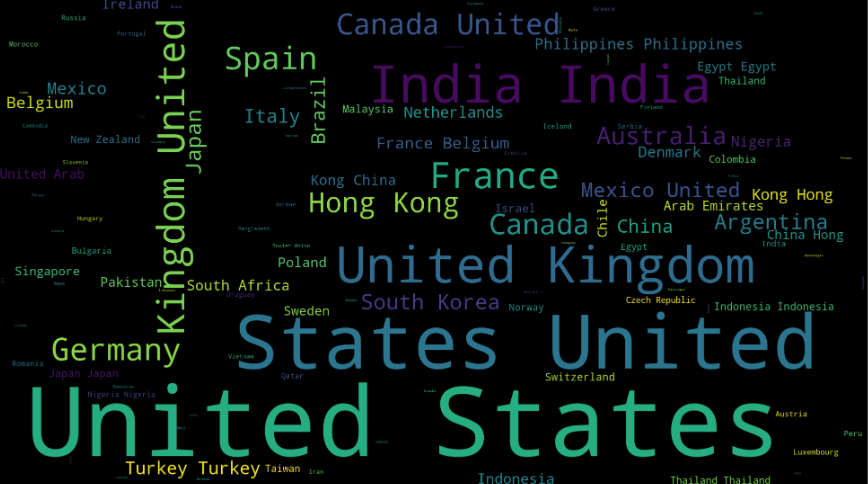 Ireland
Russia
Portugal
Morocco
Canada United
Greece
Philippines Philippines
Spain
India India
Egypt Egypt
Thailand
Mexico
Belgium
Kingdom United
Japan
Italy
Brazil
Malaysia
Netherlands
Finland
Cambodia
New Zealand
Iceland
Serbia
Australia
Nigeria
France Belgium
Denmark
Colombia
Slovenia
United Arab
France
Kong China
Mexico United
Kong Hong
Hong Kong
Israel
Chile
Arab Emirates
Jordan
Hungary
Canada
China
Argentina
China Hong
Bangladesh
Bulgaria
Soviet Union
Egypt
India
United Kingdom
Singapore
Poland
Pakistan
South Africa
Uruguay
South Korea
Norway
Czech Republic
Indonesia Indonesia
Sweden
States United
Germany
Vietnam
Romania
Japan Japan
Qatar
Switzerland
Nigeria Nigeria
United States
Austria
Peru
Luxembourg
Turkey Turkey
Taiwan
Iran
Indonesia
Thailand Thailand